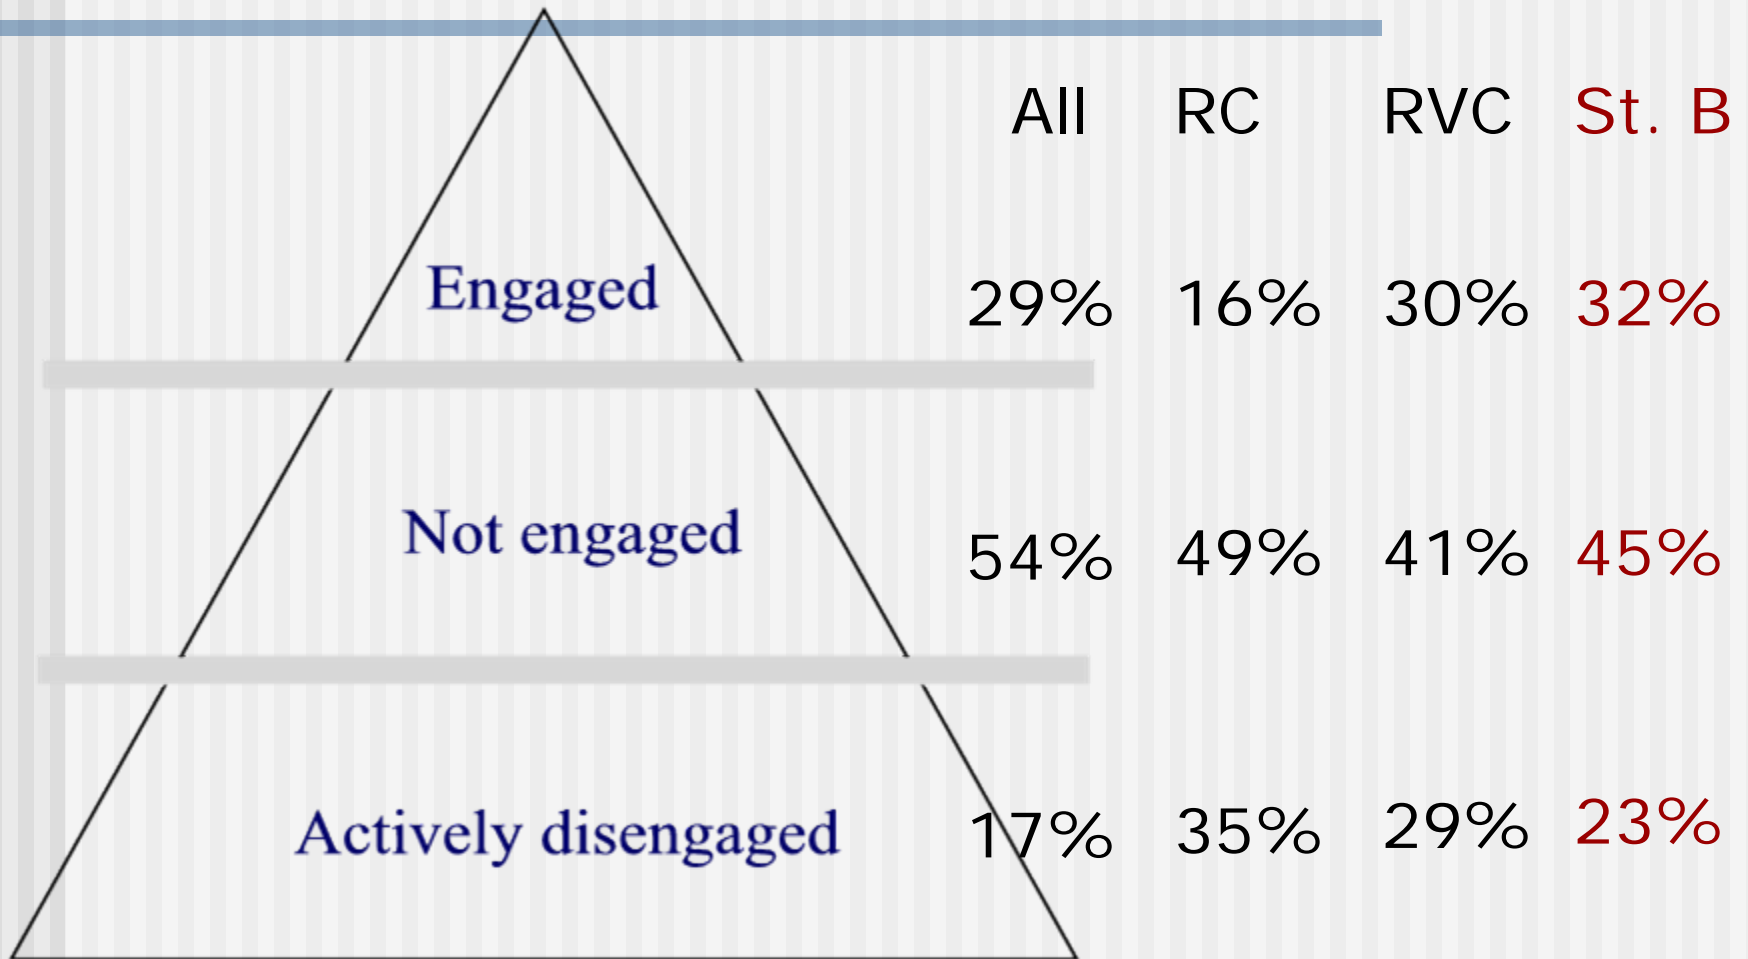 All RC RVC St. B
Engaged 29% 16% 30% 32%
Not engaged 54% 49% 41% 45%
Actively disengaged 17% 35% 29% 23%